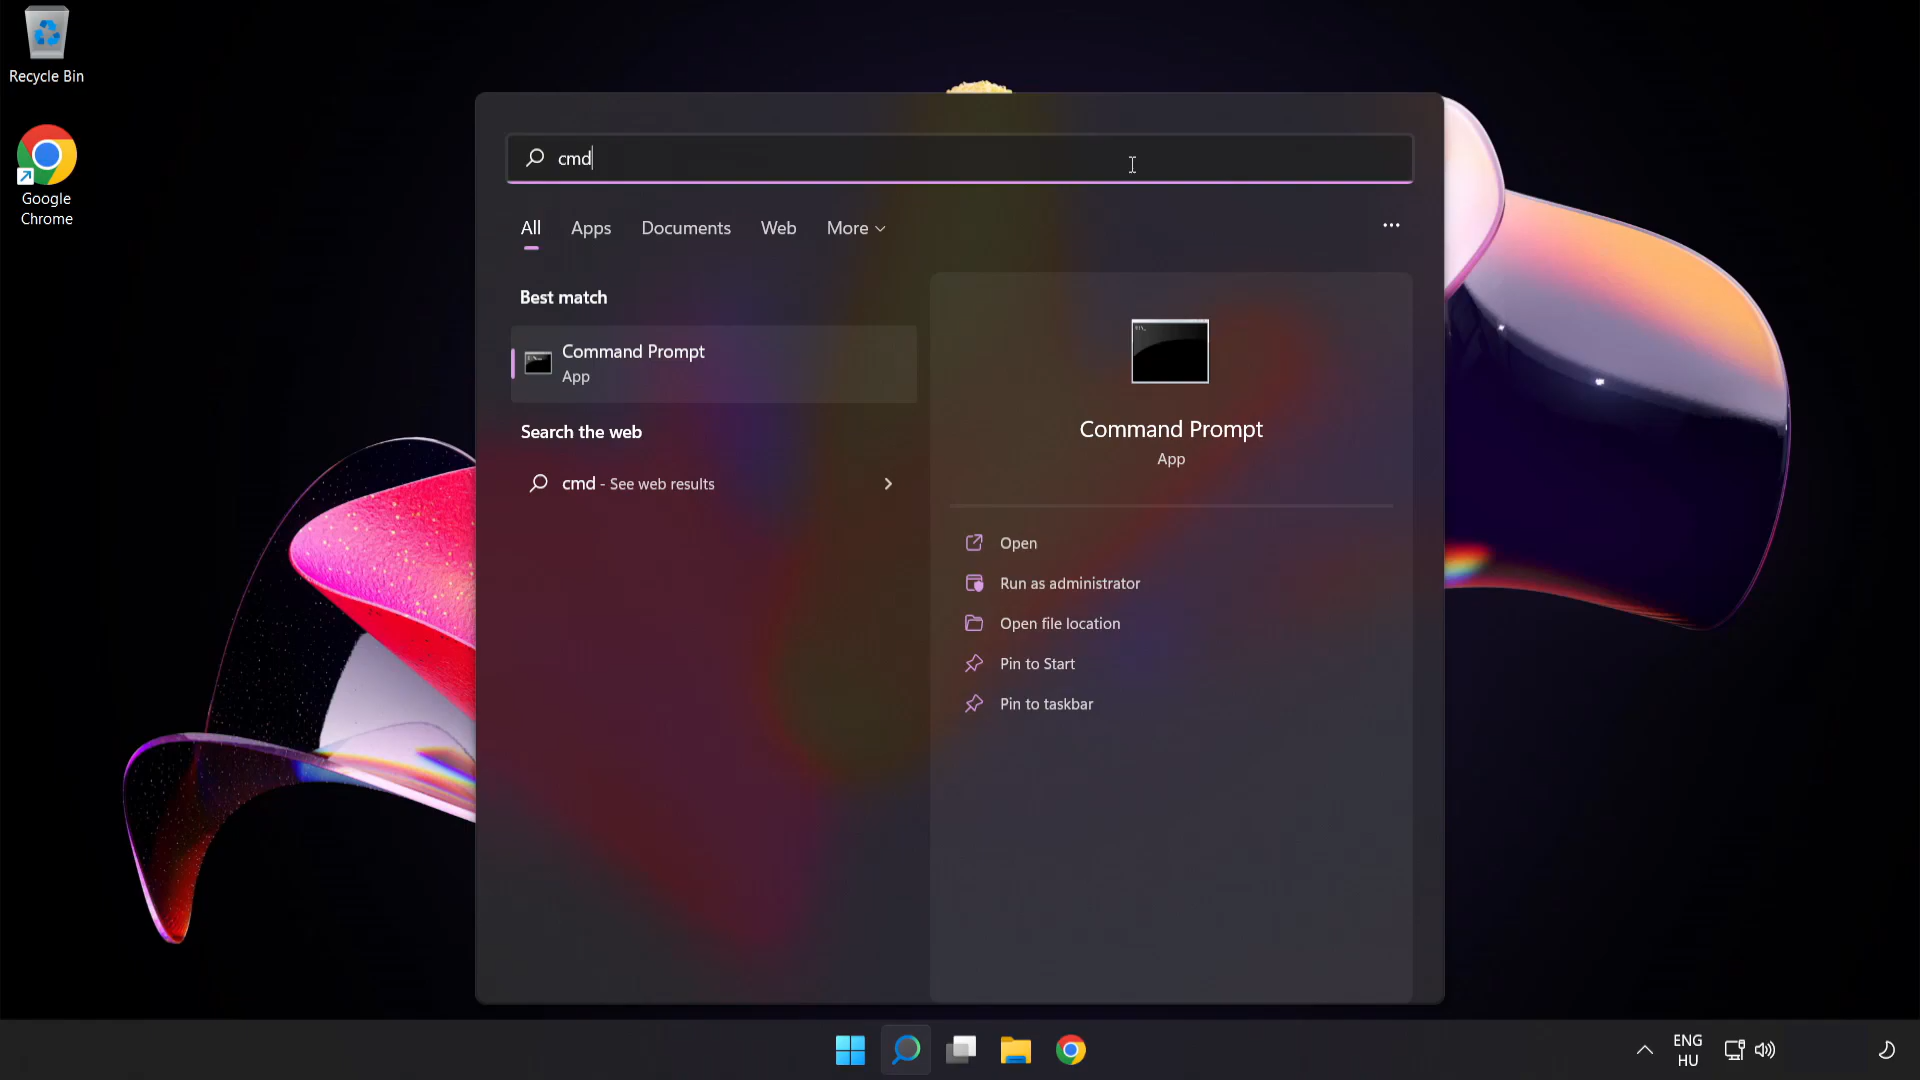 Recycle Bin
Google
Chrome
cmd
All
Apps
Documents
Web
More
Best match
Command Prompt
App
Search the web
cmd - See web results
Command Prompt
App
Open
Run as administrator
Open file location
Pin to Start
Pin to taskbar
ENG
HU